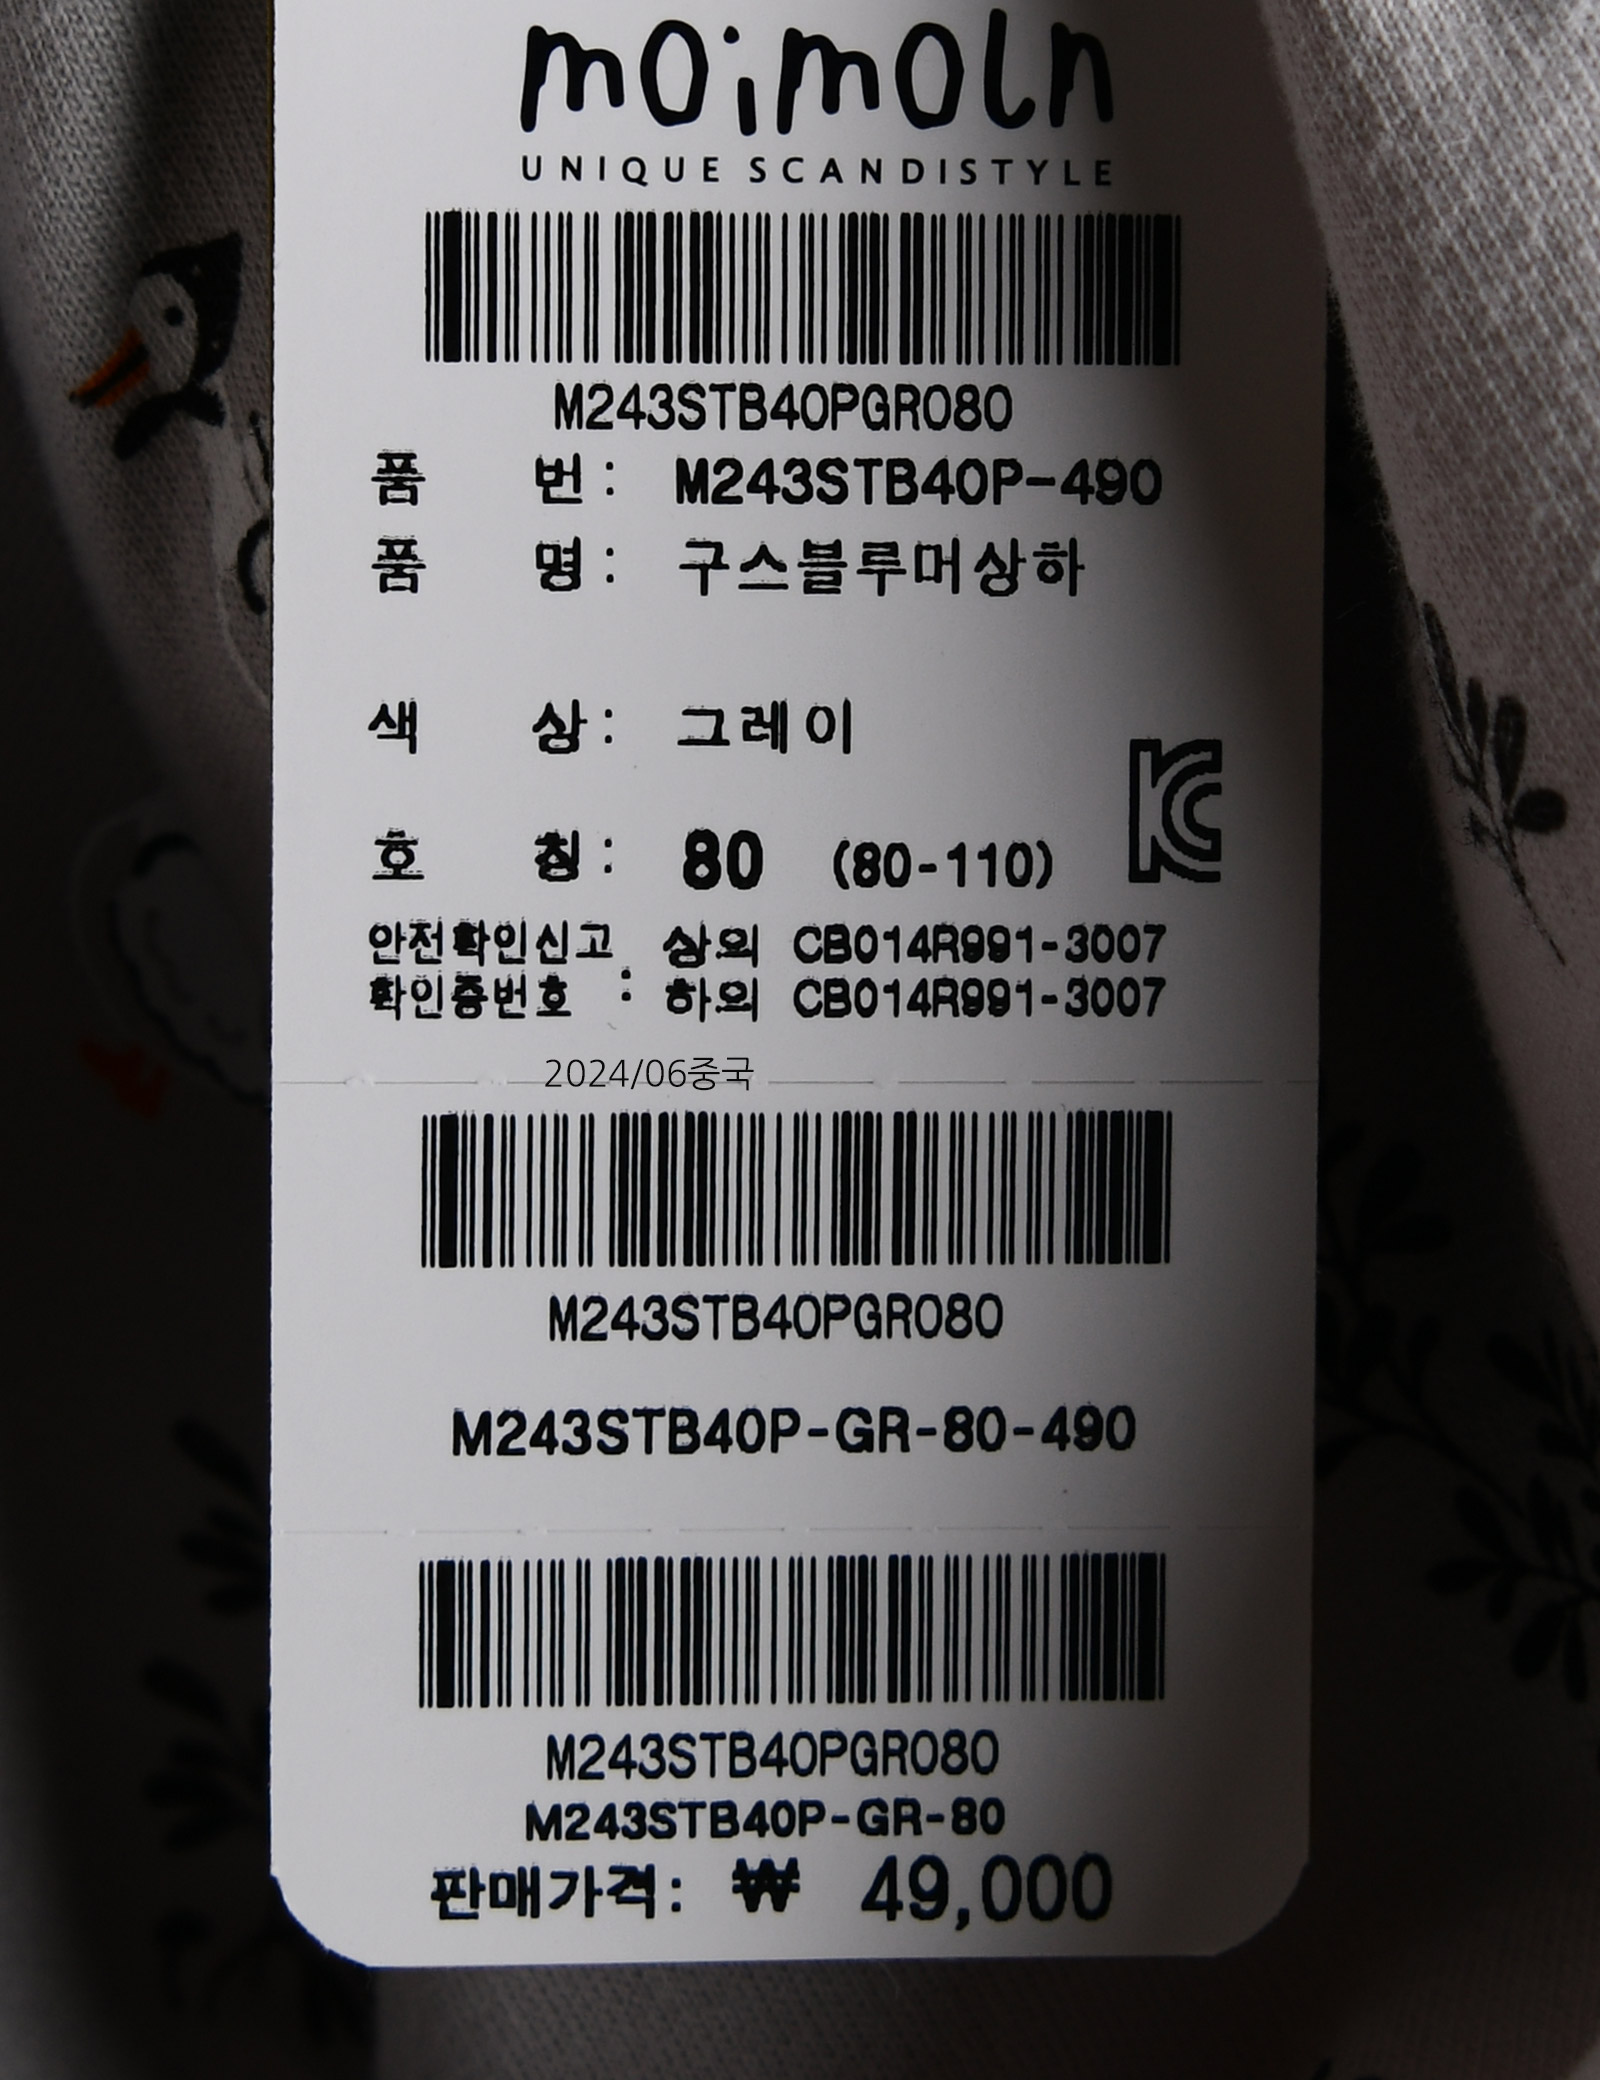 moimoln
UNIQUE SCANDISTYLE
M243STB40PGR080
품 번 : M243STB40P-490
품 명 : 구스블루머상하
색 상 : 그레이
호 칭 : 80 (80-110)
KC
안전확인신고 상의 CB014R991-3007
확인증번호 : 하의 CB014R991-3007
2024/06중국
M243STB40PGR080
M243STB40P-GR-80-490
M243STB40PGR080
M243STB40P-GR-80
판매가격: ₩ 49,000